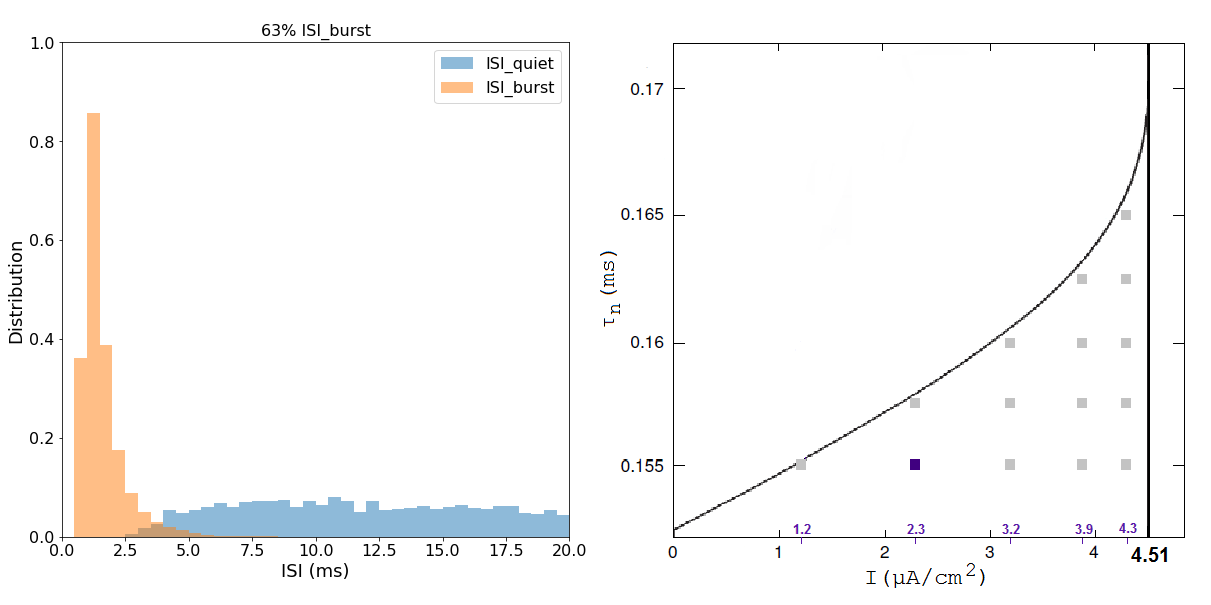 63% ISI_burst
1.0
0.8
0.6
0.4
0.2
0.0
Distribution
ISI_quiet
ISI_burst
0.0 2.5 5.0 7.5 10.0 12.5 15.0 17.5 20.0
ISI (ms)
0.17
0.165
0.16
0.155
τn (ms)
1.2 2.3 3.2 3.9 4.3
0 1 2 3 4 4.51
I(µA/cm²)